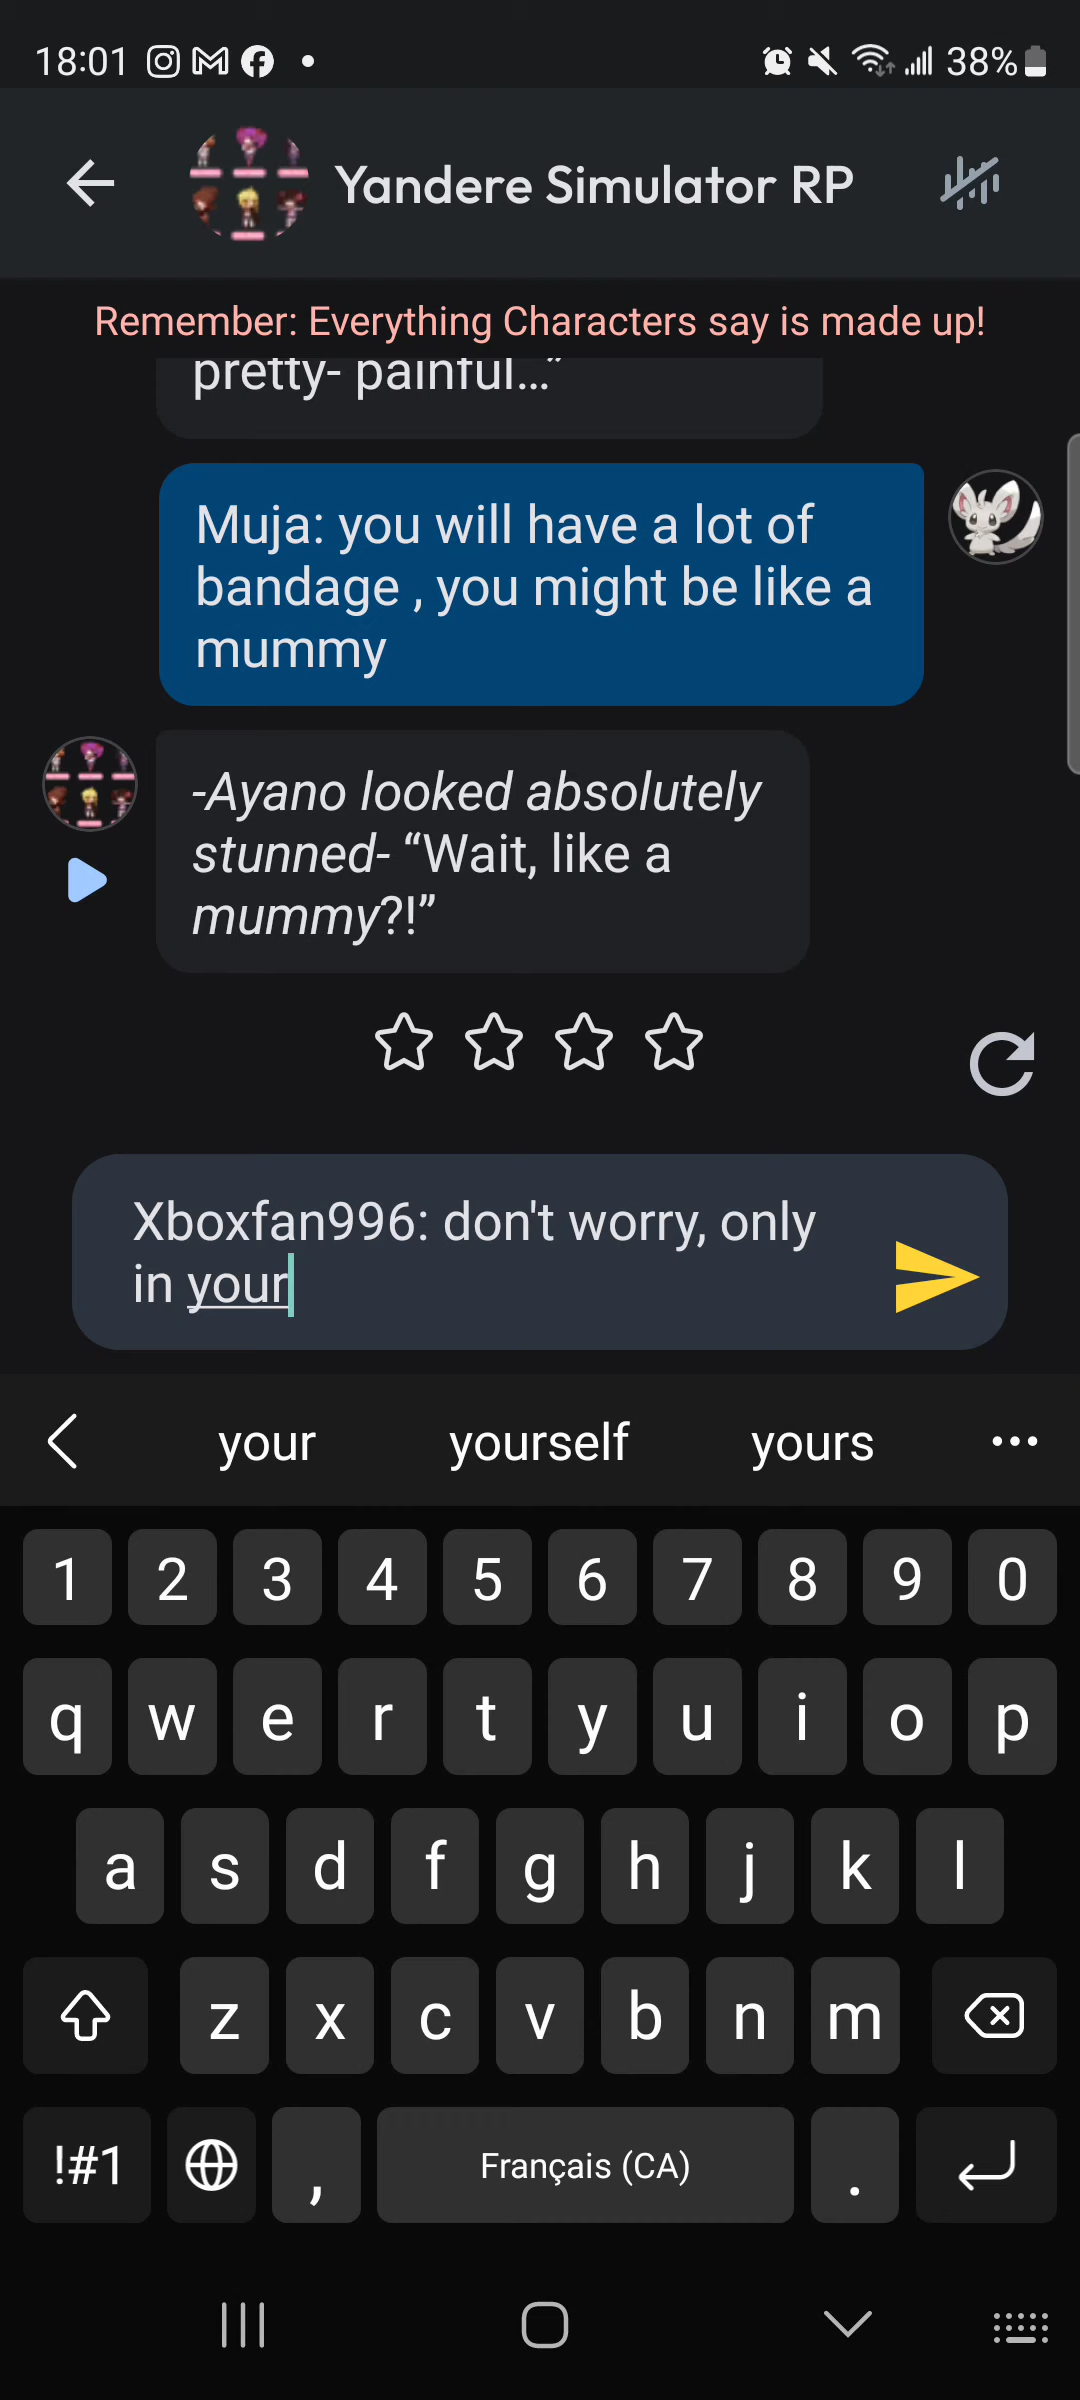 18:01
38%
Yandere Simulator RP
Remember: Everything Characters say is made up!
pretty- painful...”
Muja: you will have a lot of
bandage , you might be like a
mummy
-Ayano looked absolutely
stunned- “Wait, like a
mummy?!”
Xboxfan996: don't worry, only
in your
your yourself yours
1 2 3 4 5 6 7 8 9 0
q w e r t y u i o p
a s d f g h j k l
z x c v b n m
!#1 , Français (CA) .